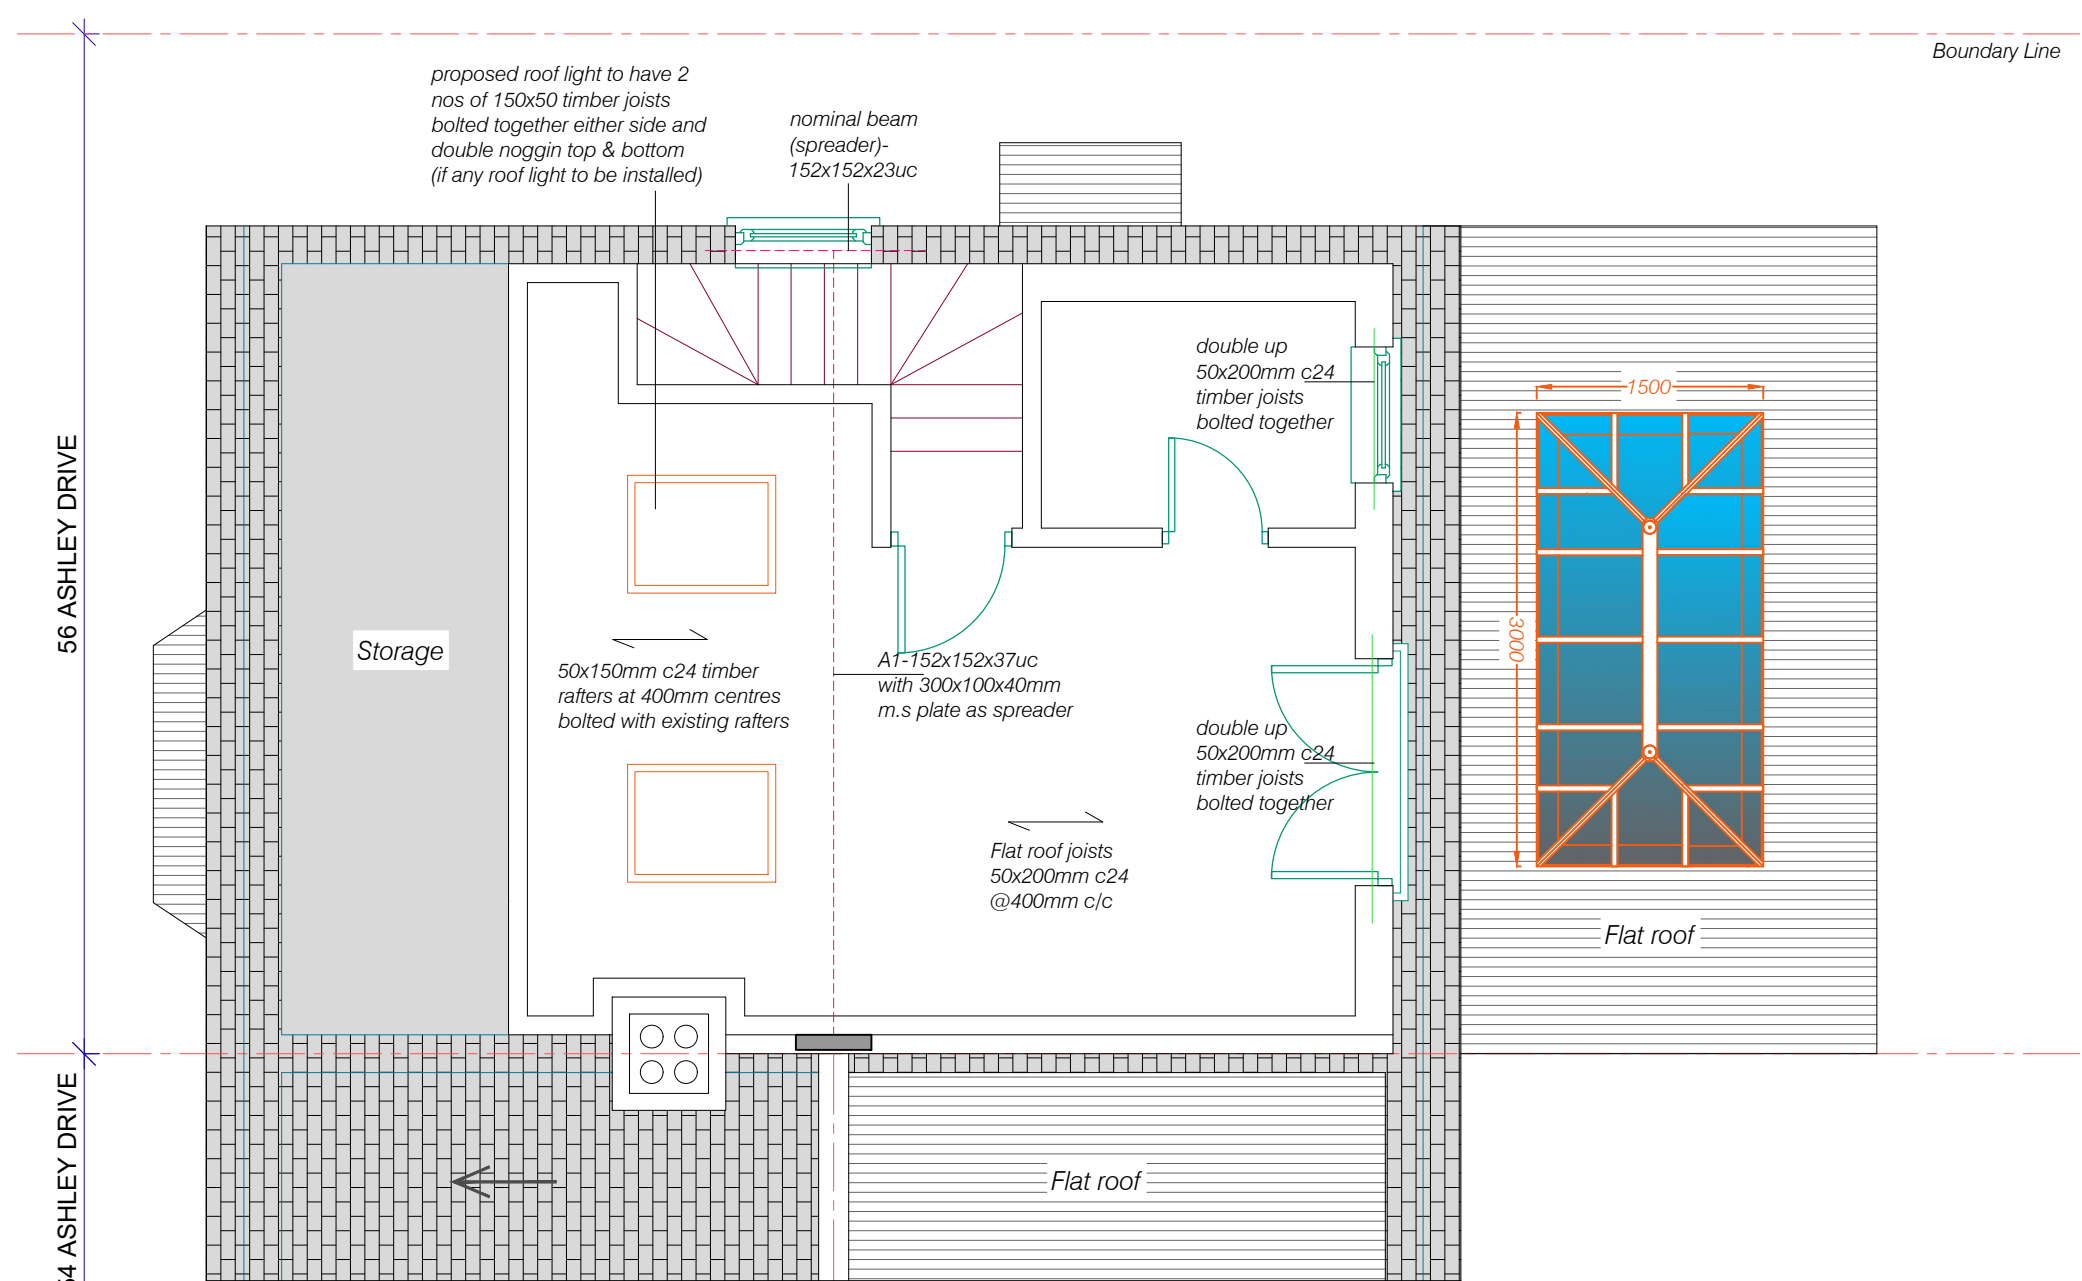 Boundary Line
proposed roof light to have 2
nos of 150x50 timber joists
bolted together either side and
double noggin top & bottom
(if any roof light to be installed)
nominal beam
(spreader)-
152x152x23uc
double up
50x200mm c24
timber joists
bolted together
1500
3000
56 ASHLEY DRIVE
Storage
50x150mm c24 timber
rafters at 400mm centres
bolted with existing rafters
A1-152x152x37uc
with 300x100x40mm
m.s plate as spreader
double up
50x200mm c24
timber joists
bolted together
Flat roof joists
50x200mm c24
@400mm c/c
Flat roof
Flat roof
ASHLEY DRIVE